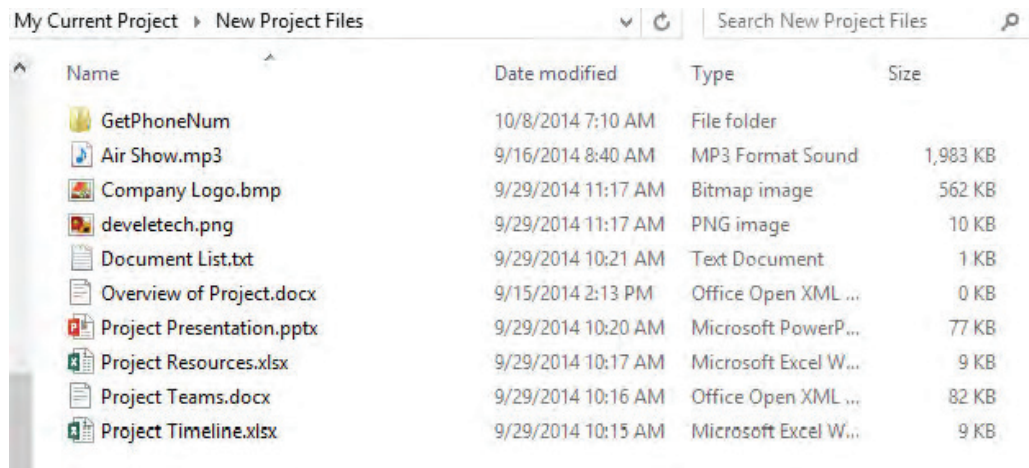 My Current Project New Project Files Search New Project Files
Name Date modified Type Size
GetPhoneNum 10/8/2014 7:10 AM File folder
Air Show.mp3 9/16/2014 8:40 AM MP3 Format Sound 1,983 KB
Company Logo.bmp 9/29/2014 11:17 AM Bitmap image 562 KB
develetech.png 9/29/2014 11:17 AM PNG image 10 KB
Document List.txt 9/29/2014 10:21 AM Text Document 1 KB
Overview of Project.docx 9/15/2014 2:13 PM Office Open XML ... 0 KB
Project Presentation.pptx 9/29/2014 10:20 AM Microsoft PowerP... 77 KB
Project Resources.xlsx 9/29/2014 10:17 AM Microsoft Excel W... 9 KB
Project Teams.docx 9/29/2014 10:16 AM Office Open XML ... 82 KB
Project Timeline.xlsx 9/29/2014 10:15 AM Microsoft Excel W... 9 KB